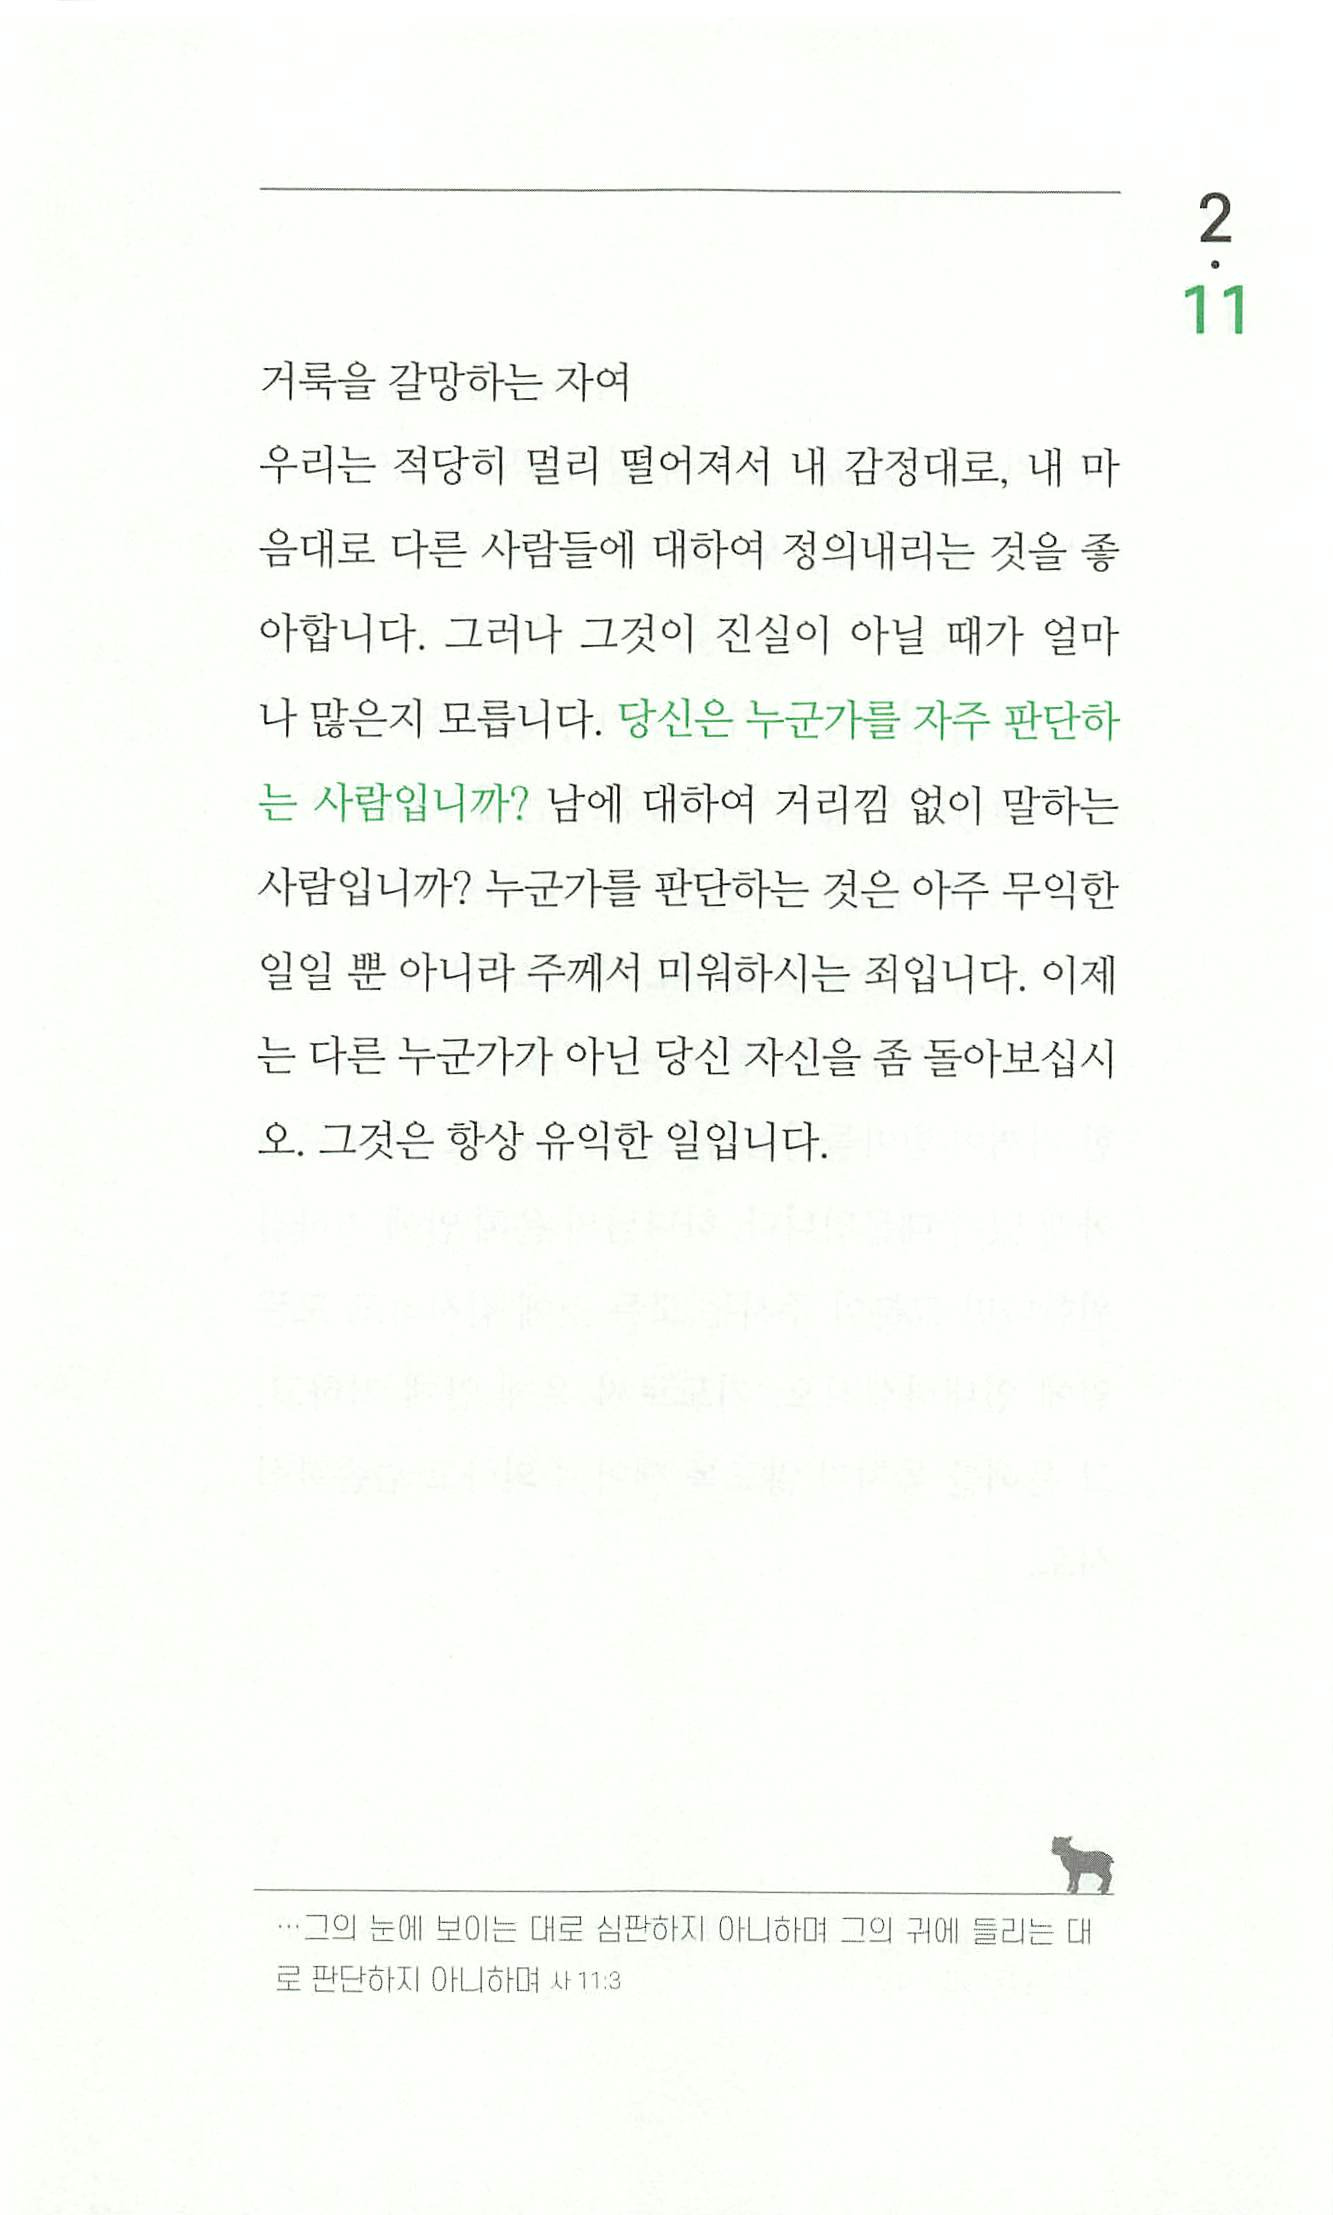 2
·
11
거룩을 갈망하는 자여
우리는 적당히 멀리 떨어져서 내 감정대로, 내 마
음대로 다른 사람들에 대하여 정의내리는 것을 좋
아합니다. 그러나 그것이 진실이 아닐 때가 얼마
나 많은지 모릅니다. 당신은 누군가를 자주 판단하
는 사람입니까? 남에 대하여 거리낌 없이 말하는
사람입니까? 누군가를 판단하는 것은 아주 무익한
일일 뿐 아니라 주께서 미워하시는 죄입니다. 이제
는 다른 누군가가 아닌 당신 자신을 좀 돌아보십시
오. 그것은 항상 유익한 일입니다.
…그의 눈에 보이는 대로 심판하지 아니하며 그의 귀에 들리는 대
로 판단하지 아니하며 사 11:3